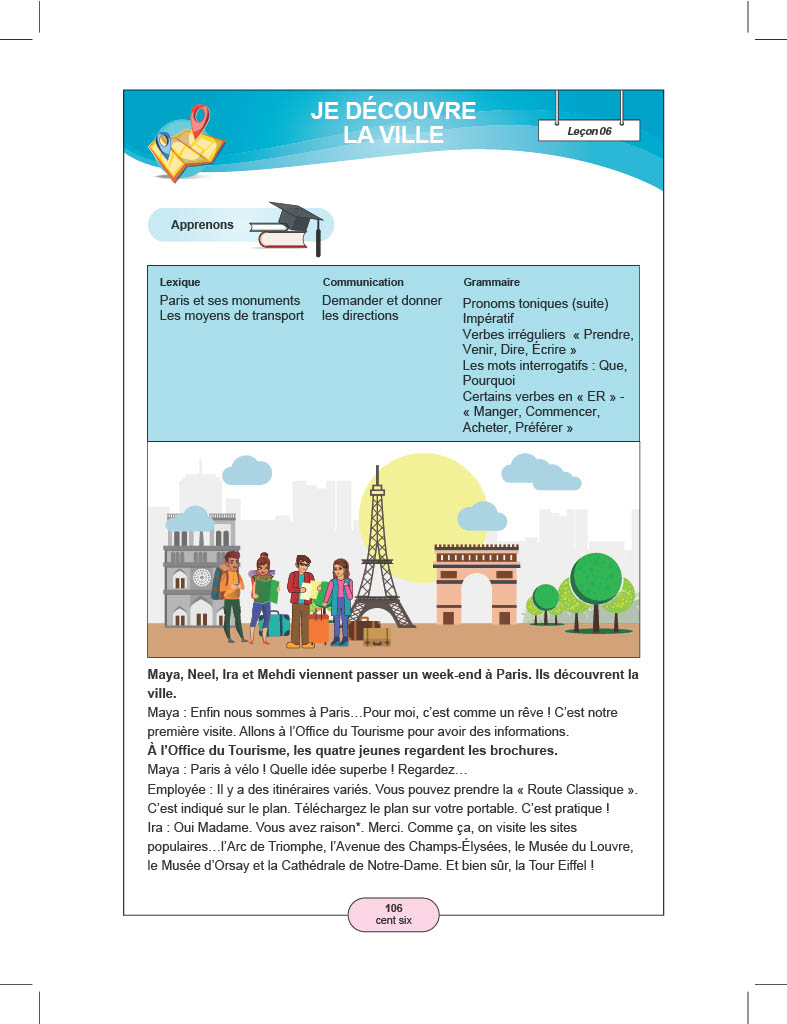 JE DÉCOUVRE
LA VILLE
Leçon 06
Apprenons
Lexique
Paris et ses monuments
Les moyens de transport
Communication
Demander et donner
les directions
Grammaire
Pronoms toniques (suite)
Impératif
Verbes irréguliers « Prendre,
Venir, Dire, Écrire »
Les mots interrogatifs : Que,
Pourquoi
Certains verbes en « ER » -
« Manger, Commencer,
Acheter, Préférer »
Maya, Neel, Ira et Mehdi viennent passer un week-end à Paris. Ils découvrent la
ville.
Maya : Enfin nous sommes à Paris…Pour moi, c’est comme un rêve ! C’est notre
première visite. Allons à l’Office du Tourisme pour avoir des informations.
À l’Office du Tourisme, les quatre jeunes regardent les brochures.
Maya : Paris à vélo ! Quelle idée superbe ! Regardez…
Employée : Il y a des itinéraires variés. Vous pouvez prendre la « Route Classique ».
C’est indiqué sur le plan. Téléchargez le plan sur votre portable. C’est pratique !
Ira : Oui Madame. Vous avez raison*. Merci. Comme ça, on visite les sites
populaires…l’Arc de Triomphe, l’Avenue des Champs-Élysées, le Musée du Louvre,
le Musée d’Orsay et la Cathédrale de Notre-Dame. Et bien sûr, la Tour Eiffel !
106
cent six